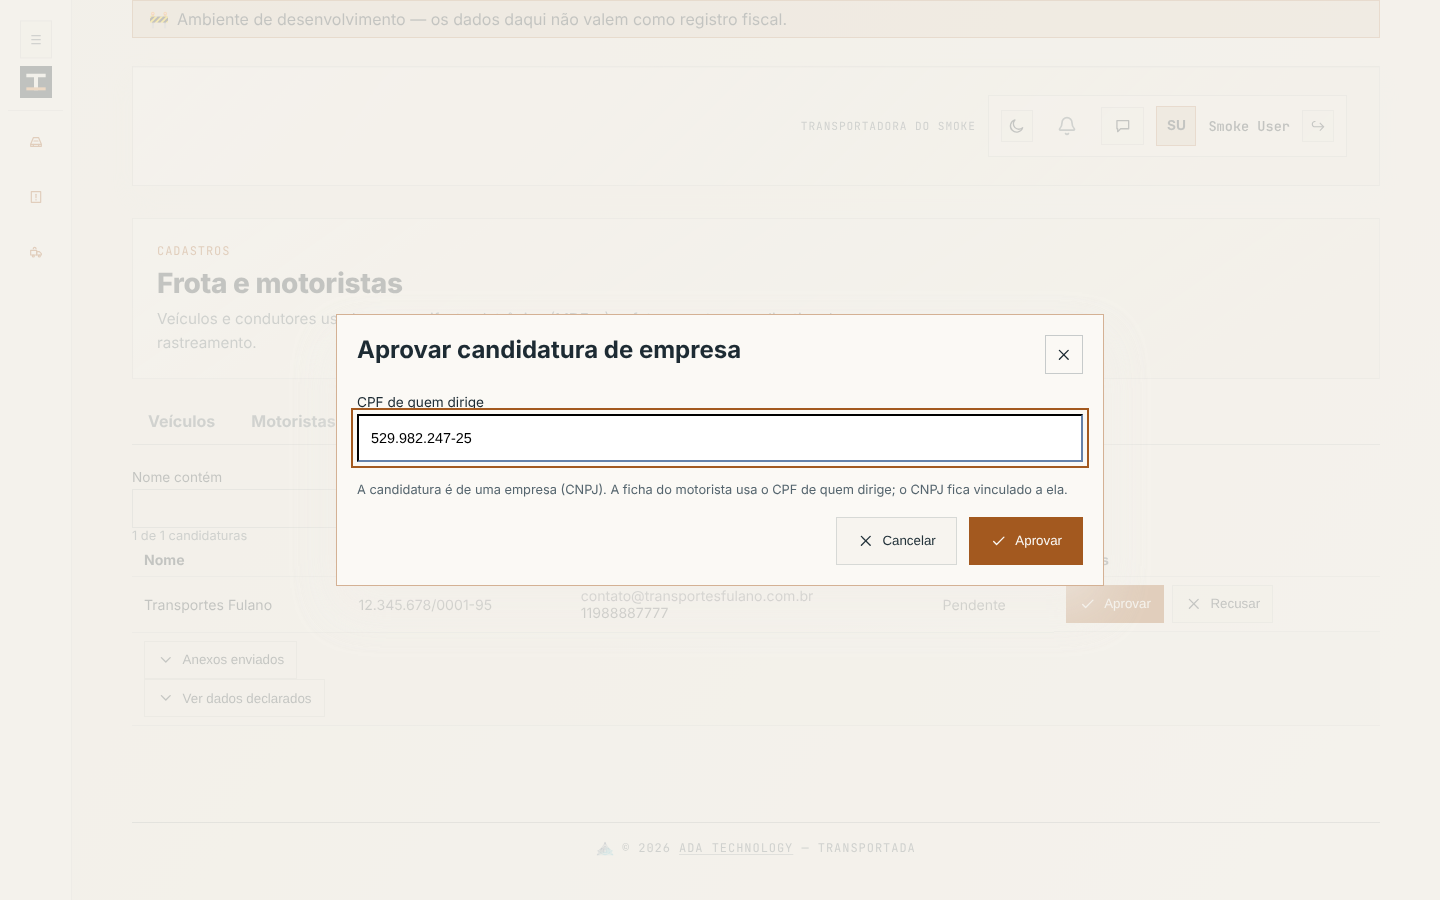 Ambiente de desenvolvimento — os dados daqui não valem como registro fiscal.
TRANSPORTADORA DO SMOKE
SU
Smoke User
CADASTROS
Frota e motoristas
Veículos e condutores
rastreamento.
Aprovar candidatura de empresa
CPF de quem dirige
529.982.247-25
A candidatura é de uma empresa (CNPJ). A ficha do motorista usa o CPF de quem dirige; o CNPJ fica vinculado a ela.
Cancelar
Aprovar
Veículos
Motoristas
Nome contém
1 de 1 candidaturas
Nome
Transportes Fulano
12.345.678/0001-95
contato@transportesfulano.com.br
11988887777
Pendente
Aprovar
Recusar
Anexos enviados
Ver dados declarados
© 2026 ADA TECHNOLOGY — TRANSPORTADA